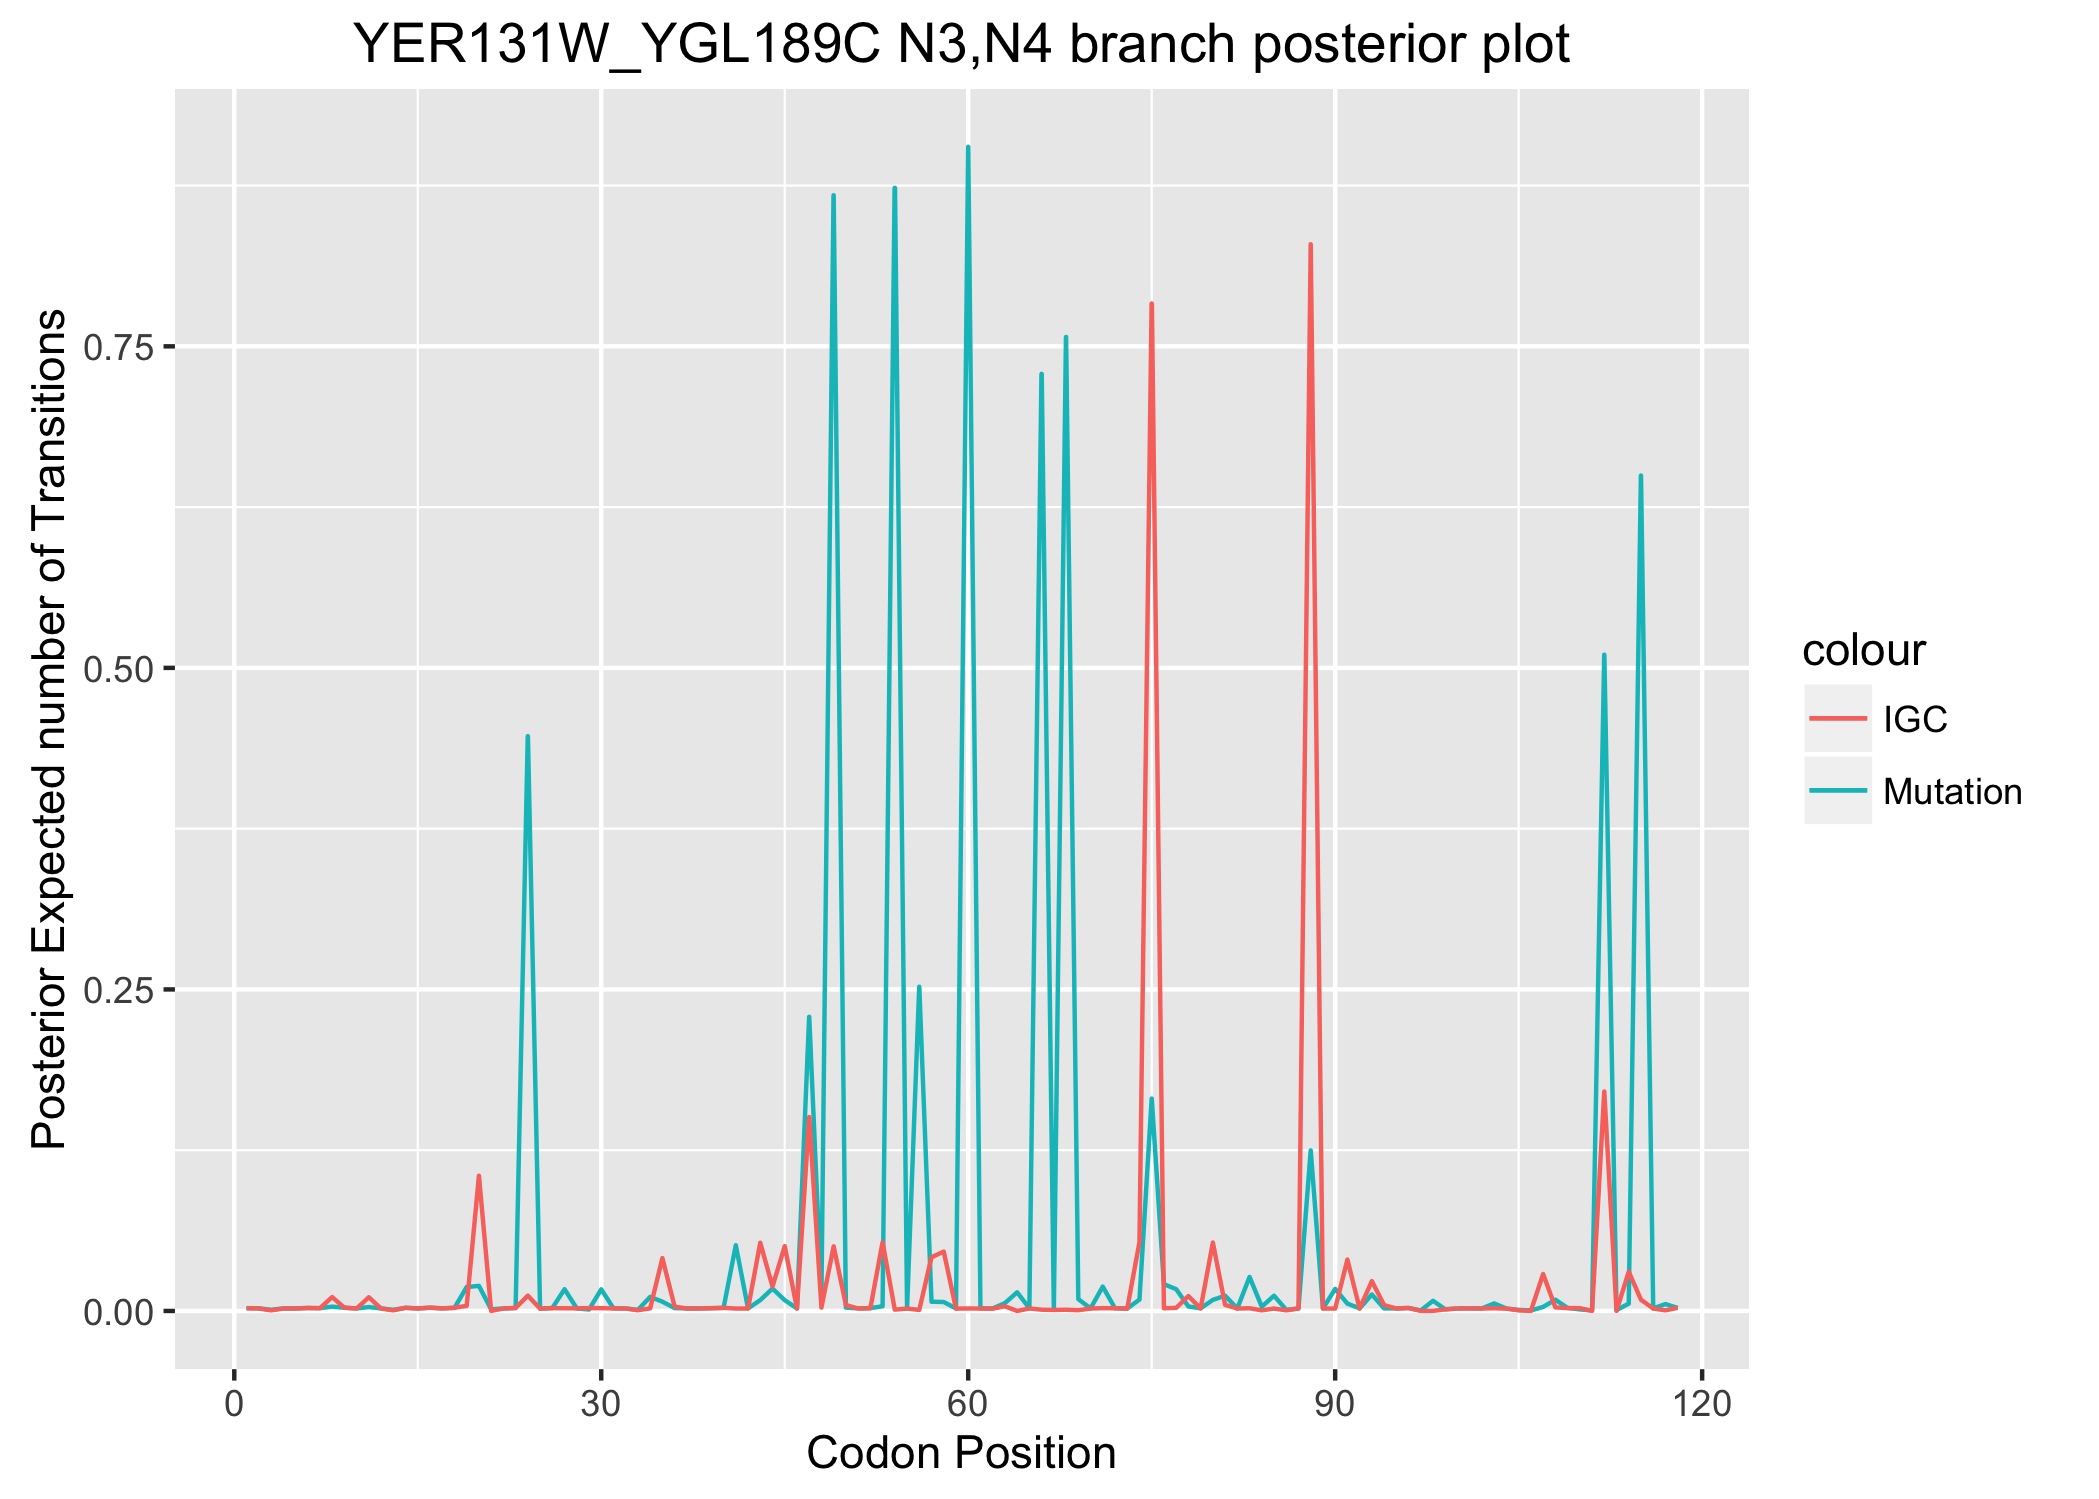 YER131W_YGL189C N3,N4 branch posterior plot
Posterior Expected number of Transitions
0.75
0.50
0.25
0.00
0 30 60 90 120
Codon Position
colour
IGC
Mutation